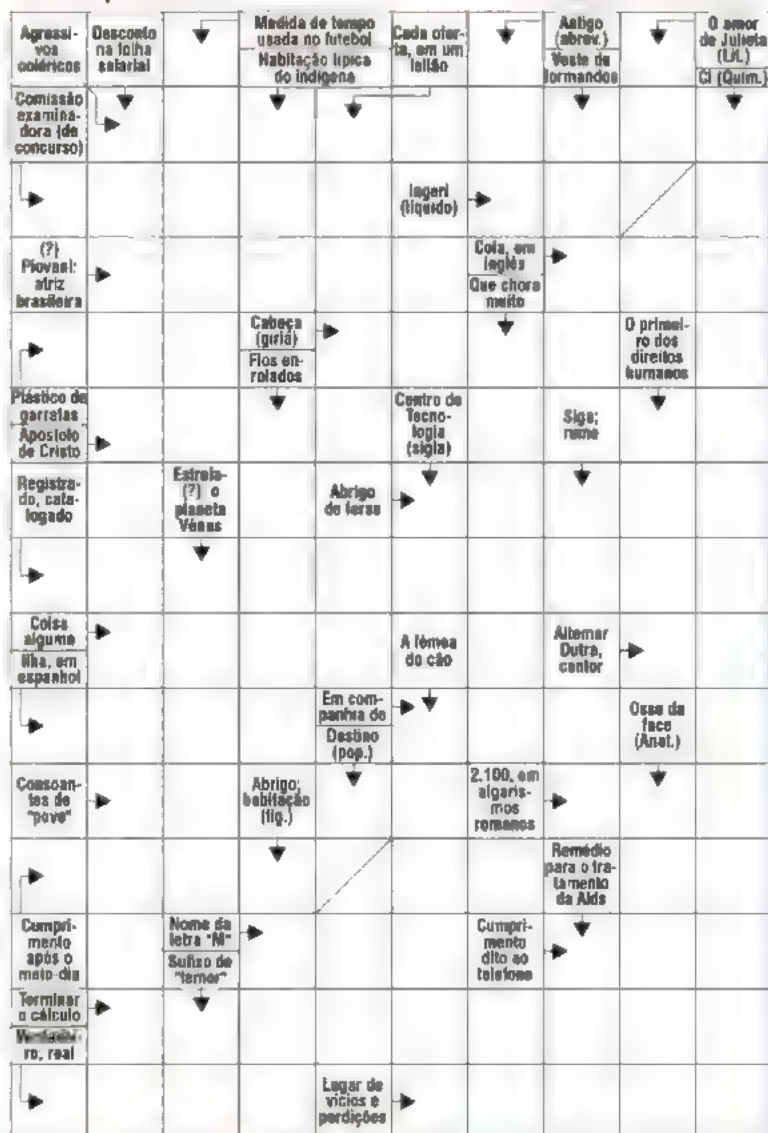 Agressi-
vos
coléricos
Desconto
na folha
salarial
Medida de tempo
usada no futebol
Habitação típica
do indígena
Cada ofer-
ta, em um
leilão
Antigo
(abrev.)
Veste de
formandos
O amor
de Julieta
(Lit.)
Cl (Quím.)
Comissão
examina-
dora (de
concurso)
Ingeri
(líquido)
(?)
Piovani:
atriz
brasileira
Cola, em
inglês
Que chora
muito
Cabeça
(gíria)
Fios en-
rolados
O primei-
ro dos
direitos
humanos
Plástico de
garrafas
Apóstolo
de Cristo
Centro de
Tecno-
logia
(sigla)
Siga;
rume
Registra-
do, cata-
logado
Estrela-
(?) o
planeta
Vênus
Abrigo
de feras
Coisa
alguma
Ilha, em
espanhol
A fêmea
do cão
Altemar
Dutra,
cantor
Em com-
panhia de
Destino
(pop.)
Osso da
face
(Anat.)
Consoan-
tes de
"povo"
Abrigo;
habitação
(fig.)
2.100, em
algaris-
mos
romanos
Remédio
para o tra-
tamento
da Aids
Cumpri-
mento
após o
meio-dia
Nome da
letra "M"
Sufixo de
"temor"
Cumpri-
mento
dito ao
telefone
Terminar
o cálculo
ro; real
Lugar de
vícios e
perdições